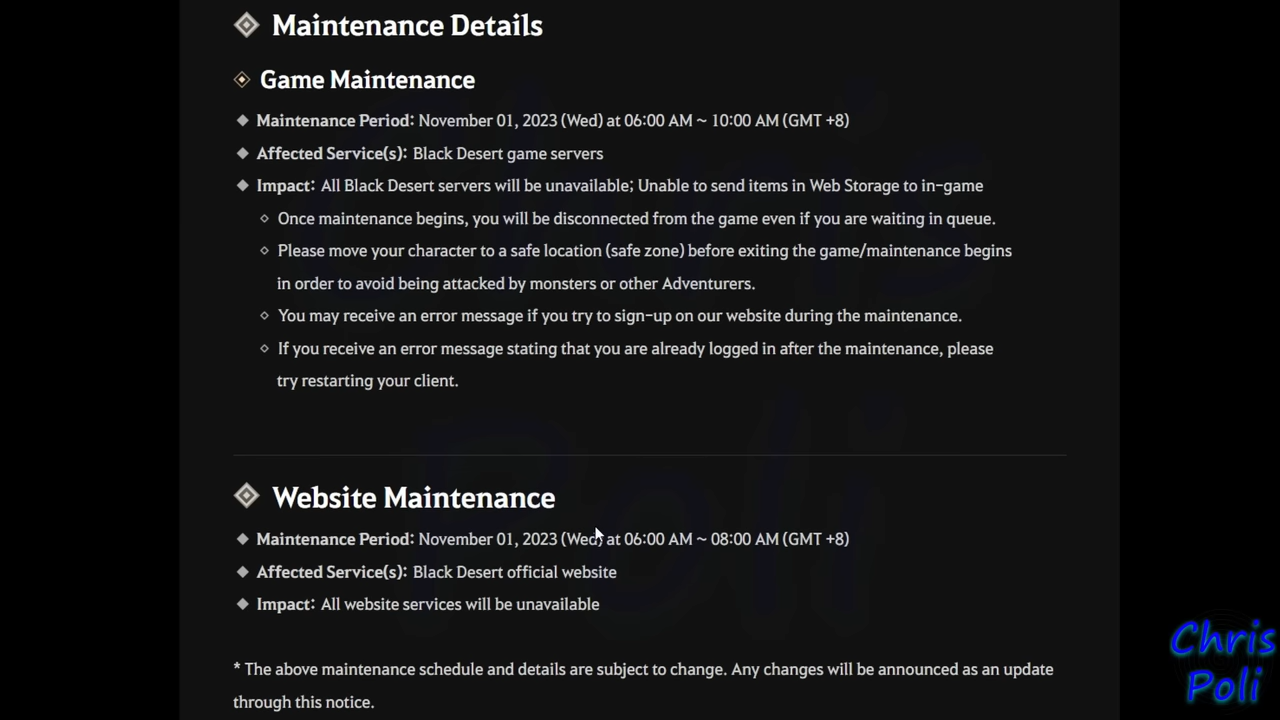 Maintenance Details
Game Maintenance
Maintenance Period: November 01, 2023 (Wed) at 06:00 AM ~ 10:00 AM (GMT +8)
Affected Service(s): Black Desert game servers
Impact: All Black Desert servers will be unavailable; Unable to send items in Web Storage to in-game
Once maintenance begins, you will be disconnected from the game even if you are waiting in queue.
Please move your character to a safe location (safe zone) before exiting the game/maintenance begins
in order to avoid being attacked by monsters or other Adventurers.
You may receive an error message if you try to sign-up on our website during the maintenance.
If you receive an error message stating that you are already logged in after the maintenance, please
try restarting your client.
Website Maintenance
Maintenance Period: November 01, 2023 (Wed) at 06:00 AM ~ 08:00 AM (GMT +8)
Affected Service(s): Black Desert official website
Impact: All website services will be unavailable
* The above maintenance schedule and details are subject to change. Any changes will be announced as an update
through this notice.
Chris
Poli